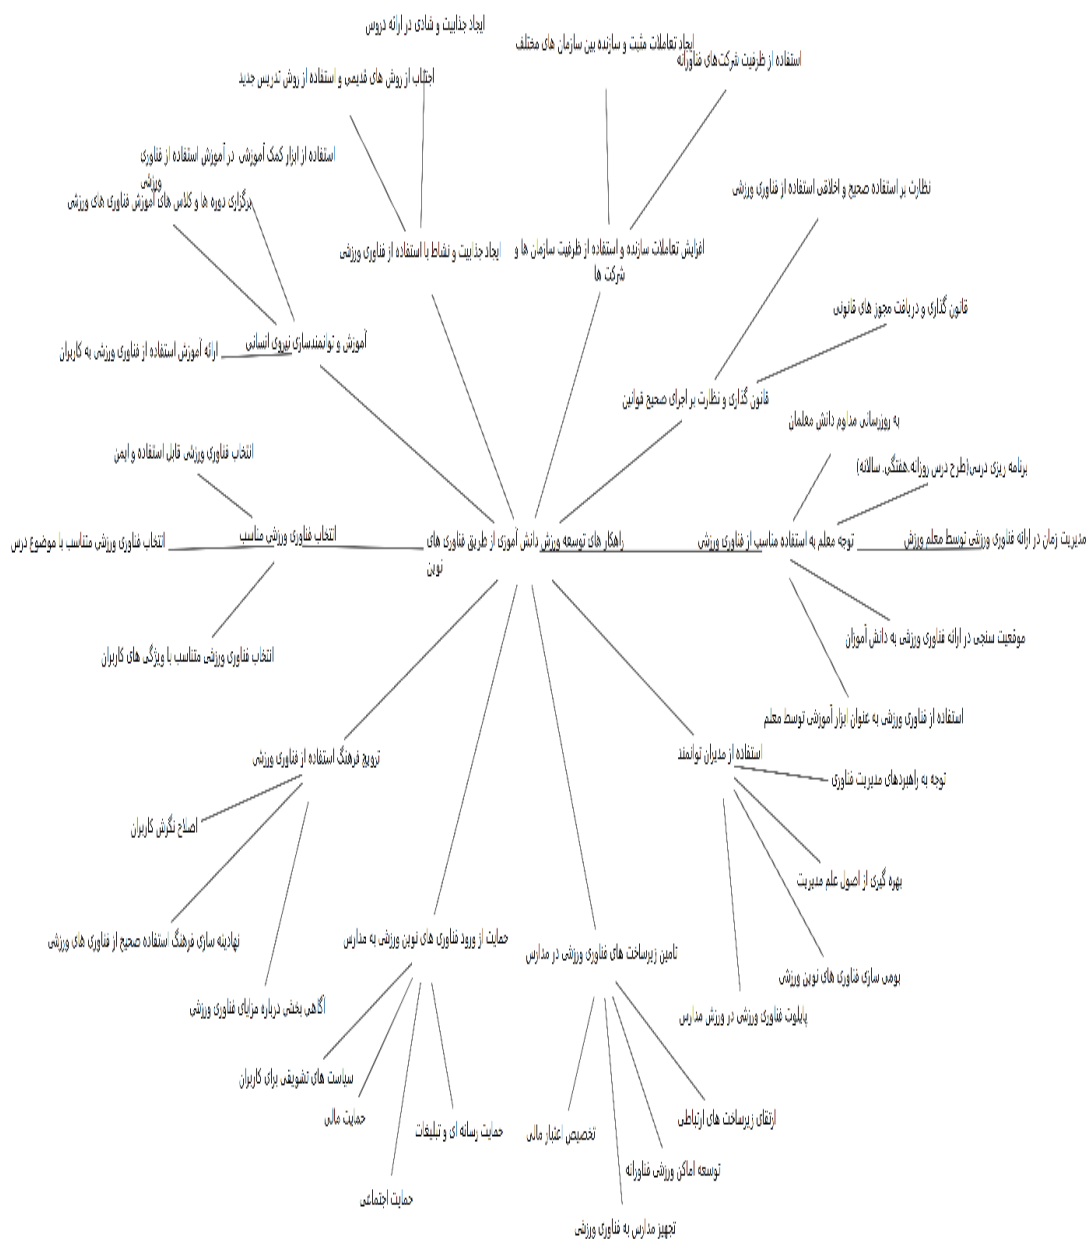 ایجاد جذابیت و شادی در ارائه دروس
ایجاد تعاملات مثبت و سازنده بین سازمان های مختلف
استفاده از ظرفیت شرکت‌های فناورانه
اجتناب از روش های قدیمی و استفاده از روش تدریس جدید
استفاده از ابزار کمک آموزشی در آموزش استفاده از فناوری
ورزشی
برگزاری دوره ها و کلاس های آموزش فناوری های ورزشی
نظارت بر استفاده صحیح و اخلاقی استفاده از فناوری ورزشی
ایجاد جذابیت و نشاط با استفاده از فناوری ورزشی
افزایش تعاملات سازنده و استفاده از ظرفیت سازمان ها و
شرکت ها
قانون گذاری و دریافت مجوز های قانونی
آموزش و توانمندسازی نیروی انسانی
ارائه آموزش استفاده از فناوری ورزشی به کاربران
قانون گذاری و نظارت بر اجرای صحیح قوانین
به روزرسانی مداوم دانش معلمان
انتخاب فناوری ورزشی قابل استفاده و ایمن
برنامه ریزی درسی(طرح درس روزانه،هفتگی، سالانه)
مدیریت زمان در ارائه فناوری ورزشی توسط معلم ورزش
توجه معلم به استفاده مناسب از فناوری ورزشی
راهکار های توسعه ورزش دانش آموزی از طریق فناوری های
نوین
انتخاب فناوری ورزشی مناسب
انتخاب فناوری ورزشی متناسب با موضوع درس
موقعیت سنجی در ارائه فناوری ورزشی به دانش آموزان
انتخاب فناوری ورزشی متناسب با ویژگی های کاربران
استفاده از فناوری ورزشی به عنوان ابزار آموزشی توسط معلم
استفاده از مدیران توانمند
ترویج فرهنگ استفاده از فناوری ورزشی
توجه به راهبردهای مدیریت فناوری
اصلاح نگرش کاربران
بهره گیری از اصول علم مدیریت
نهادینه سازی فرهنگ استفاده صحیح از فناوری های ورزشی
حمایت از ورود فناوری های نوین ورزشی به مدارس
تامین زیرساخت های فناوری ورزشی در مدارس
بومی سازی فناوری های نوین ورزشی
آگاهی بخشی درباره مزایای فناوری ورزشی
پایلوت فناوری ورزشی در ورزش مدارس
سیاست های تشویقی برای کاربران
حمایت مالی
حمایت رسانه ای و تبلیغات
تخصیص اعتبار مالی
ارتقای زیرساخت های ارتباطی
توسعه اماکن ورزشی فناورانه
حمایت اجتماعی
تجهیز مدارس به فناوری ورزشی